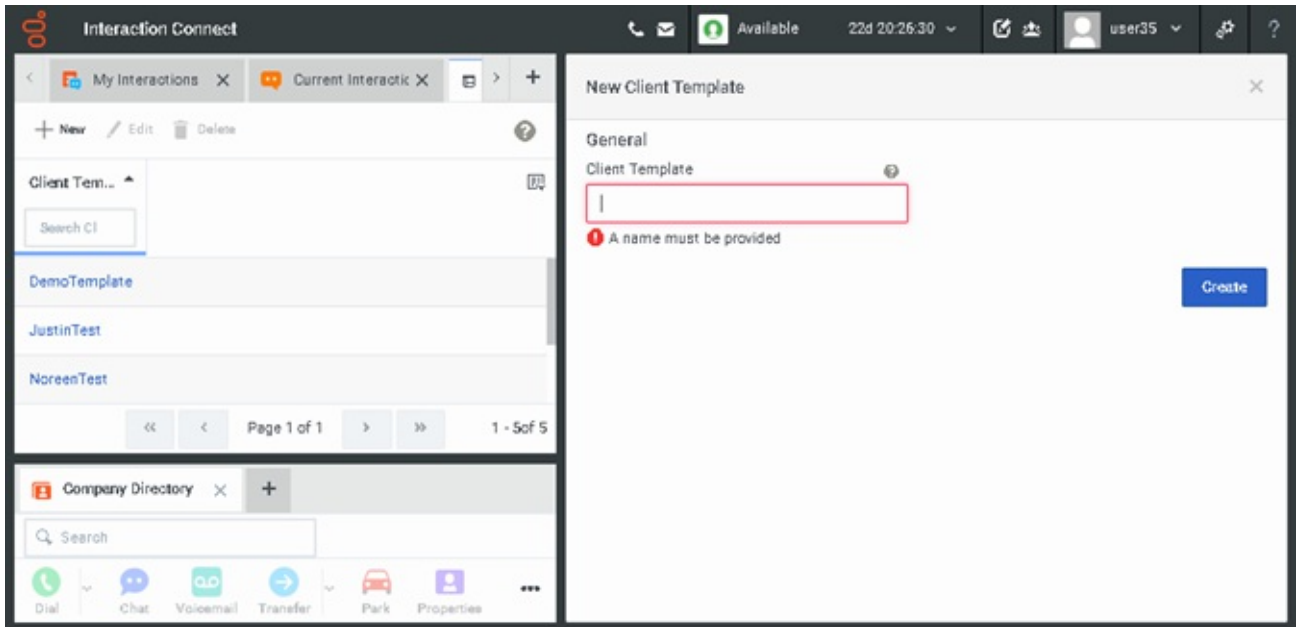 Interaction Connect
Available 22d 20:26:30 user35 ?
My Interactions Current Interactic
New Edit Delete
Client Tem...
Search Cl
DemoTemplate
JustinTest
NoreenTest
Page 1 of 1 1 - 5of 5
Company Directory
Search
Dial Chat Voicemail Transfer Park Properties
New Client Template
General
Client Template
A name must be provided
Create